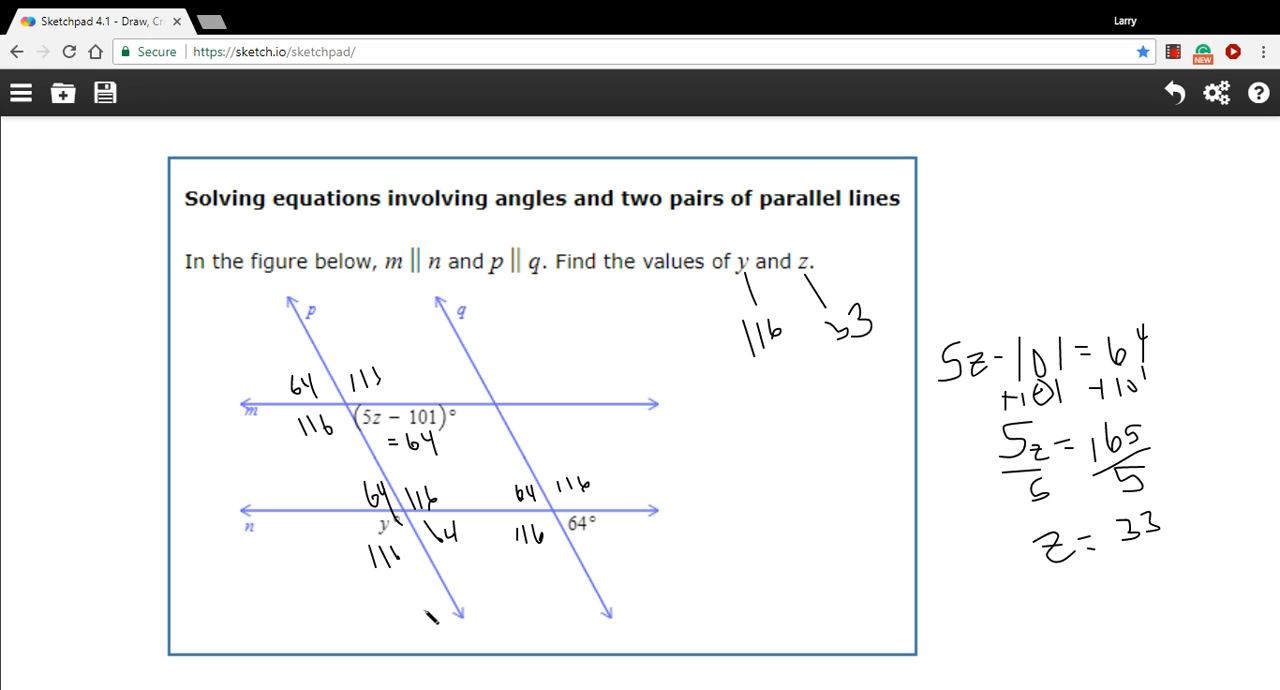 Larry
Sketchpad 4.1 - Draw, Cr
Secure https://sketch.io/sketchpad/
NEW
Solving equations involving angles and two pairs of parallel lines
In the figure below, m || n and p || q. Find the values of y and z.
p
q
116 33
64
m
116 (5z − 101)°
= 64
64 116 64 116
n
y° 64 116 64°
116
5z - 101 = 64
+101 +101
5z = 165
5 5
z = 33